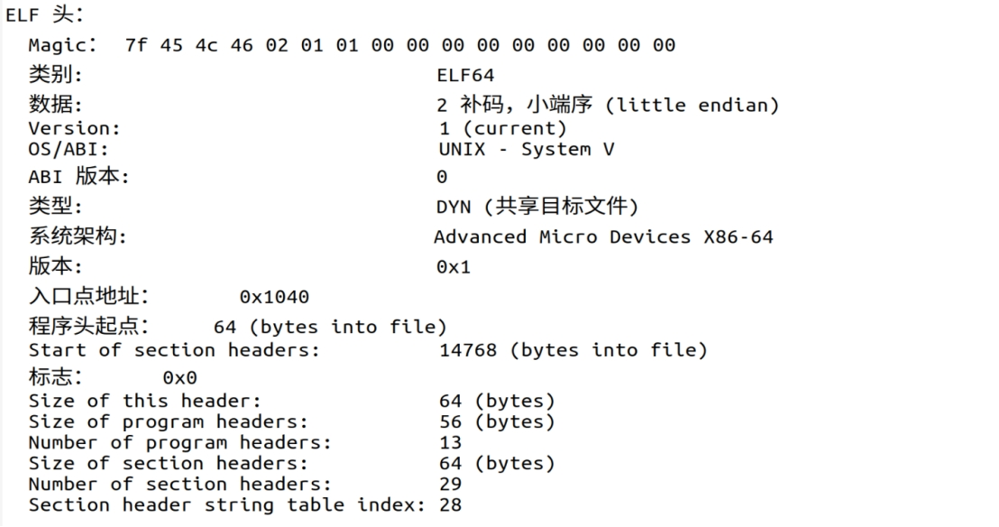 ELF 头：
Magic： 7f 45 4c 46 02 01 01 00 00 00 00 00 00 00 00 00
类别: ELF64
数据: 2 补码，小端序 (little endian)
Version: 1 (current)
OS/ABI: UNIX - System V
ABI 版本: 0
类型: DYN (共享目标文件)
系统架构: Advanced Micro Devices X86-64
版本: 0x1
入口点地址： 0x1040
程序头起点： 64 (bytes into file)
Start of section headers: 14768 (bytes into file)
标志： 0x0
Size of this header: 64 (bytes)
Size of program headers: 56 (bytes)
Number of program headers: 13
Size of section headers: 64 (bytes)
Number of section headers: 29
Section header string table index: 28